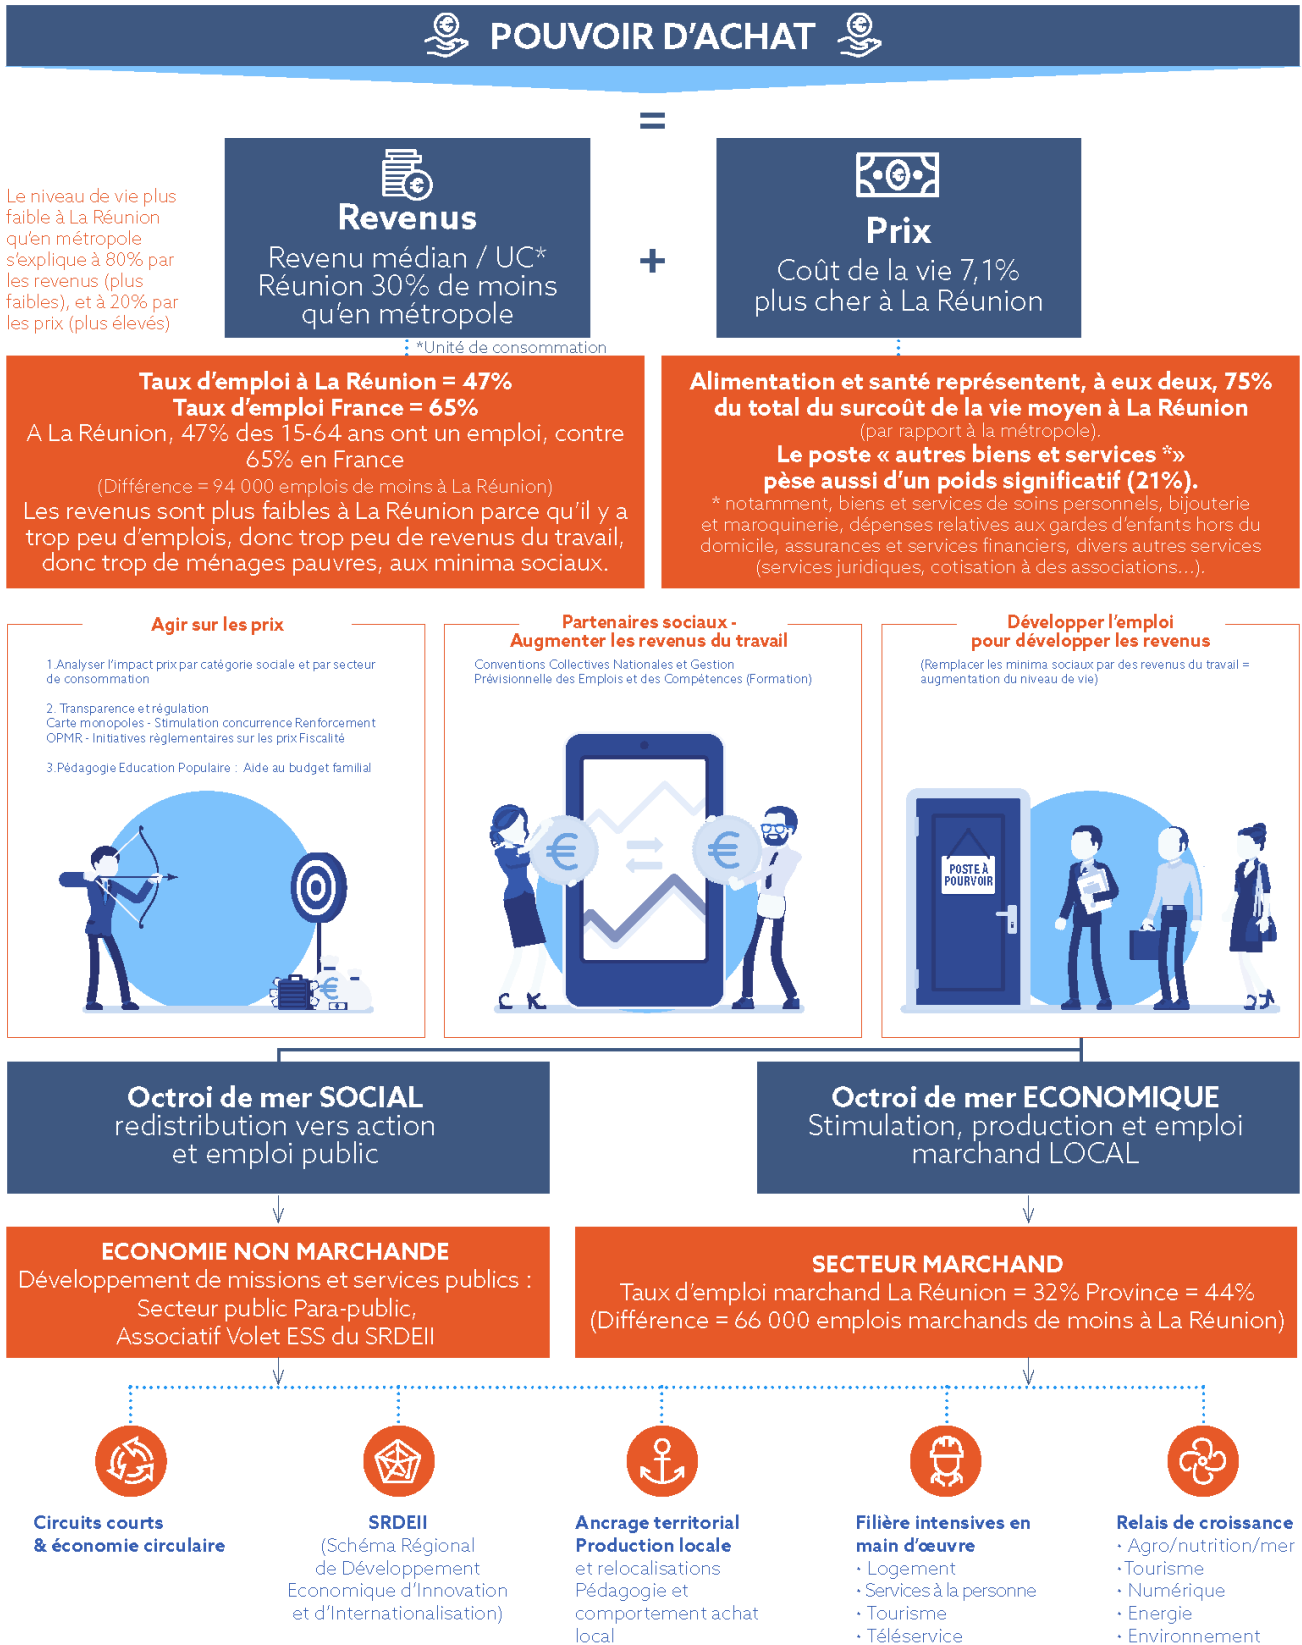 POUVOIR D'ACHAT
=
Le niveau de vie plus
faible à La Réunion
qu'en métropole
s'explique à 80% par
les revenus (plus
faibles), et à 20% par
les prix (plus élevés)
Revenus
Revenu médian / UC*
Réunion 30% de moins
qu'en métropole
+
Prix
Coût de la vie 7,1%
plus cher à La Réunion
*Unité de consommation
Taux d'emploi à La Réunion = 47%
Taux d'emploi France = 65%
A La Réunion, 47% des 15-64 ans ont un emploi, contre
65% en France
(Différence = 94 000 emplois de moins à La Réunion)
Les revenus sont plus faibles à La Réunion parce qu'il y a
trop peu d'emplois, donc trop peu de revenus du travail,
donc trop de ménages pauvres, aux minima sociaux.
Alimentation et santé représentent, à eux deux, 75%
du total du surcoût de la vie moyen à La Réunion
(par rapport à la métropole).
Le poste « autres biens et services *»
pèse aussi d'un poids significatif (21%).
* notamment, biens et services de soins personnels, bijouterie
et maroquinerie, dépenses relatives aux gardes d'enfants hors du
domicile, assurances et services financiers, divers autres services
(services juridiques, cotisation à des associations...).
Agir sur les prix
1.Analyser l'impact prix par catégorie sociale et par secteur
de consommation
2. Transparence et régulation
Carte monopoles - Stimulation concurrence Renforcement
OPMR - Initiatives règlementaires sur les prix Fiscalité
3.Pédagogie Education Populaire : Aide au budget familial
€
Partenaires sociaux -
Augmenter les revenus du travail
Conventions Collectives Nationales et Gestion
Prévisionnelle des Emplois et des Compétences (Formation)
€ €
Développer l'emploi
pour développer les revenus
(Remplacer les minima sociaux par des revenus du travail =
augmentation du niveau de vie)
POSTE À
POURVOIR
Octroi de mer SOCIAL
redistribution vers action
et emploi public
Octroi de mer ECONOMIQUE
Stimulation, production et emploi
marchand LOCAL
ECONOMIE NON MARCHANDE
Développement de missions et services publics :
Secteur public Para-public,
Associatif Volet ESS du SRDEII
SECTEUR MARCHAND
Taux d'emploi marchand La Réunion = 32% Province = 44%
(Différence = 66 000 emplois marchands de moins à La Réunion)
Circuits courts
& économie circulaire
SRDEII
(Schéma Régional
de Développement
Economique d'Innovation
et d'Internationalisation)
Ancrage territorial
Production locale
et relocalisations
Pédagogie et
comportement achat
local
Filière intensives en
main d'œuvre
• Logement
• Services à la personne
• Tourisme
• Téléservice
Relais de croissance
• Agro/nutrition/mer
•Tourisme
• Numérique
• Energie
• Environnement